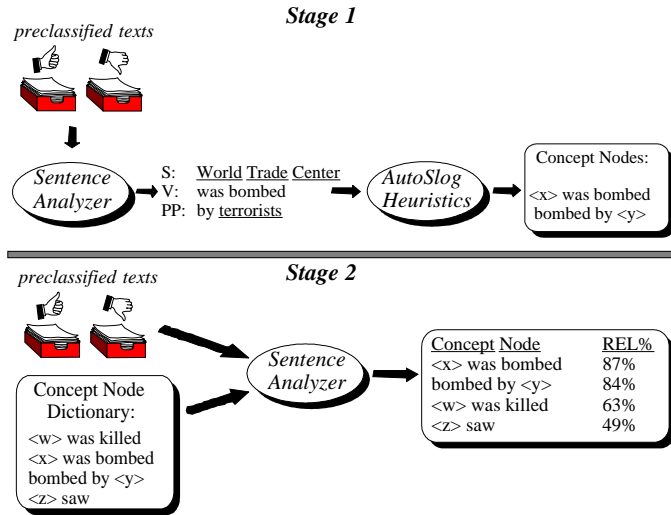 Stage 1
preclassified texts
Sentence
Analyzer
S: World Trade Center
V: was bombed
PP: by terrorists
AutoSlog
Heuristics
Concept Nodes:
<x> was bombed
bombed by <y>
Stage 2
preclassified texts
Concept Node
Dictionary:
<w> was killed
<x> was bombed
bombed by <y>
<z> saw
Sentence
Analyzer
Concept Node REL%
<x> was bombed 87%
bombed by <y> 84%
<w> was killed 63%
<z> saw 49%